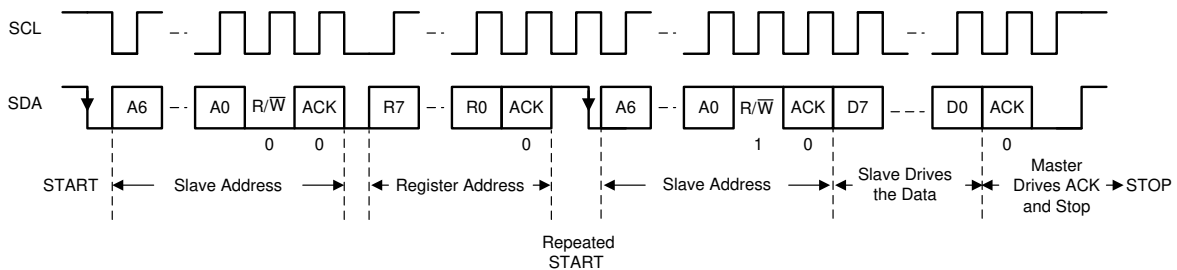 SCL
SDA A6 A0 R/W̅ ACK R7 R0 ACK A6 A0 R/W̅ ACK D7 D0 ACK
0 0 0 1 0 0
START Slave Address Register Address Slave Address Slave Drives the Data Master Drives ACK and Stop STOP
Repeated
START